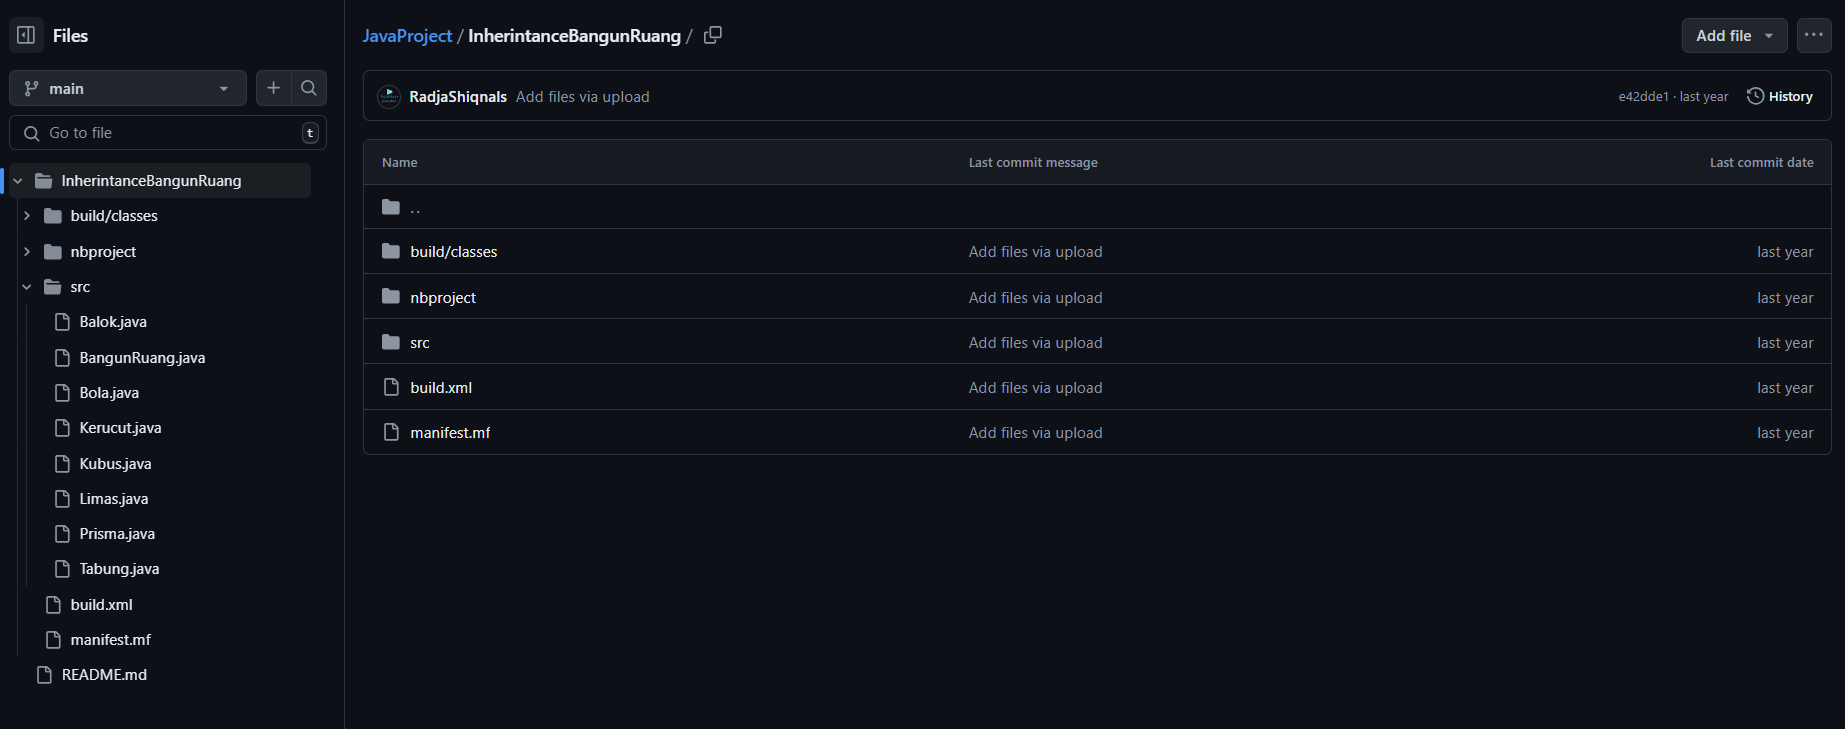 Files
main
Go to file
t
InherintanceBangunRuang
build/classes
nbproject
src
Balok.java
BangunRuang.java
Bola.java
Kerucut.java
Kubus.java
Limas.java
Prisma.java
Tabung.java
build.xml
manifest.mf
README.md
JavaProject / InherintanceBangunRuang /
Add file
RadjaShiqnals Add files via upload e42dde1 · last year History
Name Last commit message Last commit date
..
build/classes Add files via upload last year
nbproject Add files via upload last year
src Add files via upload last year
build.xml Add files via upload last year
manifest.mf Add files via upload last year